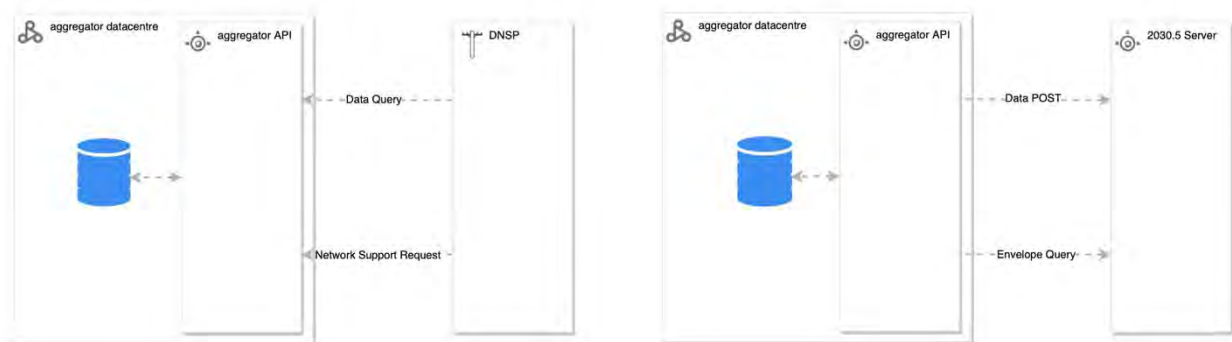 aggregator datacentre
aggregator API
DNSP
Data Query
Network Support Request
aggregator datacentre
aggregator API
2030.5 Server
Data POST
Envelope Query